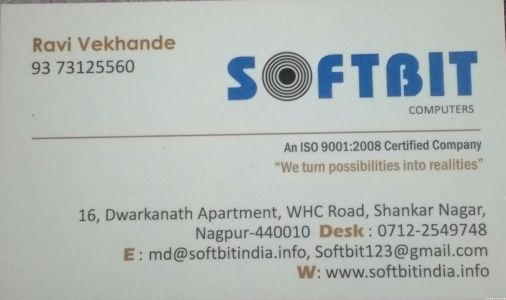 Ravi Vekhande
93 73125560
SOFTBIT
COMPUTERS
An ISO 9001:2008 Certified Company
“We turn possibilities into realities”
16, Dwarkanath Apartment, WHC Road, Shankar Nagar,
Nagpur-440010 Desk : 0712-2549748
E : md@softbitindia.info, Softbit123@gmail.com
W: www.softbitindia.info